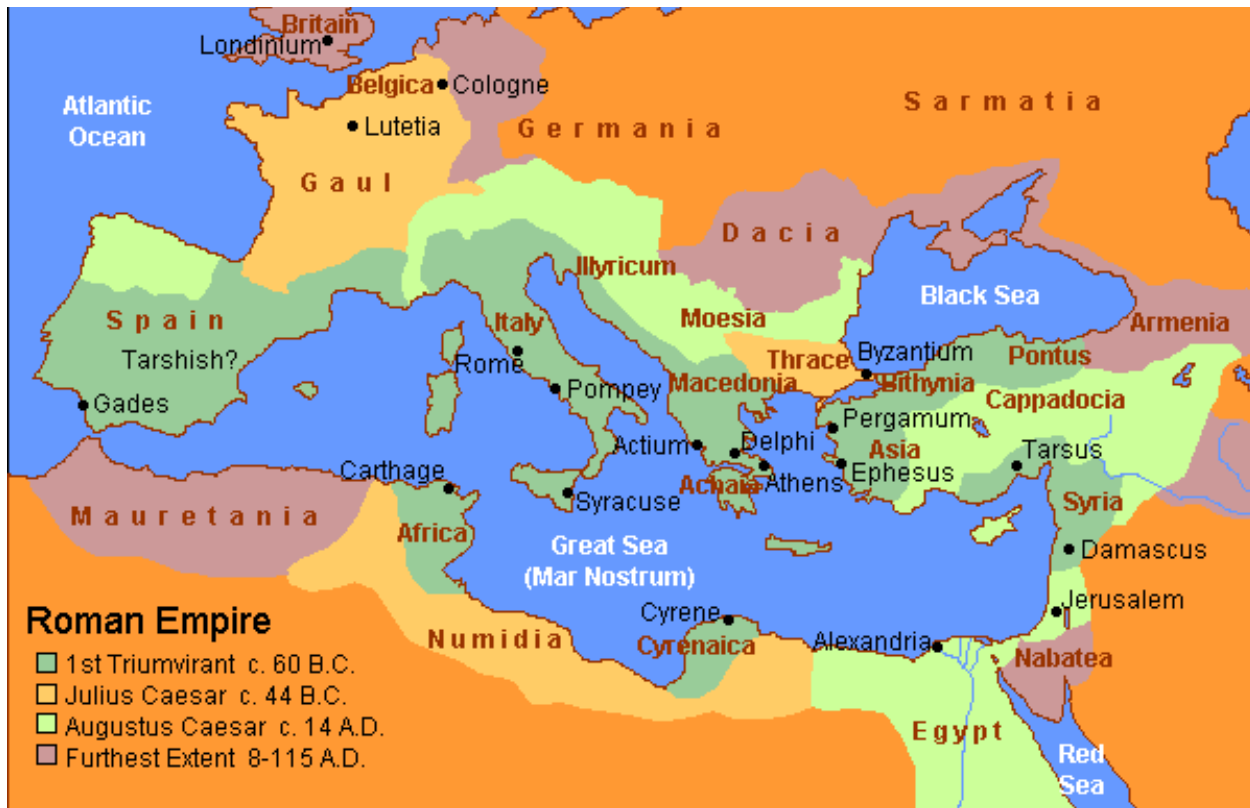 Britain
Londinium
Belgica
Cologne
Atlantic
Ocean
Lutetia
Germania
Sarmatia
Gaul
Dacia
Illyricum
Black Sea
Spain
Italy
Moesia
Armenia
Tarshish?
Rome
Thrace
Byzantium
Pontus
Gades
Pompey
Macedonia
Bithynia
Cappadocia
Pergamum
Actium
Delphi
Asia
Tarsus
Carthage
Syracuse
Achaia
Athens
Ephesus
Syria
Mauretania
Africa
Great Sea
(Mar Nostrum)
Damascus
Roman Empire
Numidia
Cyrene
Cyrenaica
Alexandria
Jerusalem
Nabatea
1st Triumvirant c. 60 B.C.
Julius Caesar c. 44 B.C.
Augustus Caesar c. 14 A.D.
Furthest Extent 8-115 A.D.
Egypt
Red
Sea